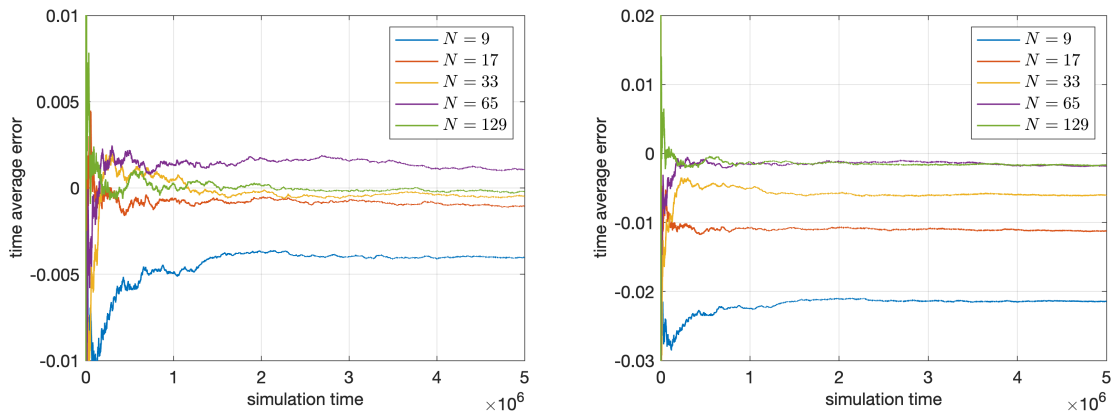 0.01
0.005
0
-0.005
-0.01
time average error
0 1 2 3 4 5
simulation time
×10^6
N = 9
N = 17
N = 33
N = 65
N = 129
0.02
0.01
0
-0.01
-0.02
-0.03
time average error
0 1 2 3 4 5
simulation time
×10^6
N = 9
N = 17
N = 33
N = 65
N = 129